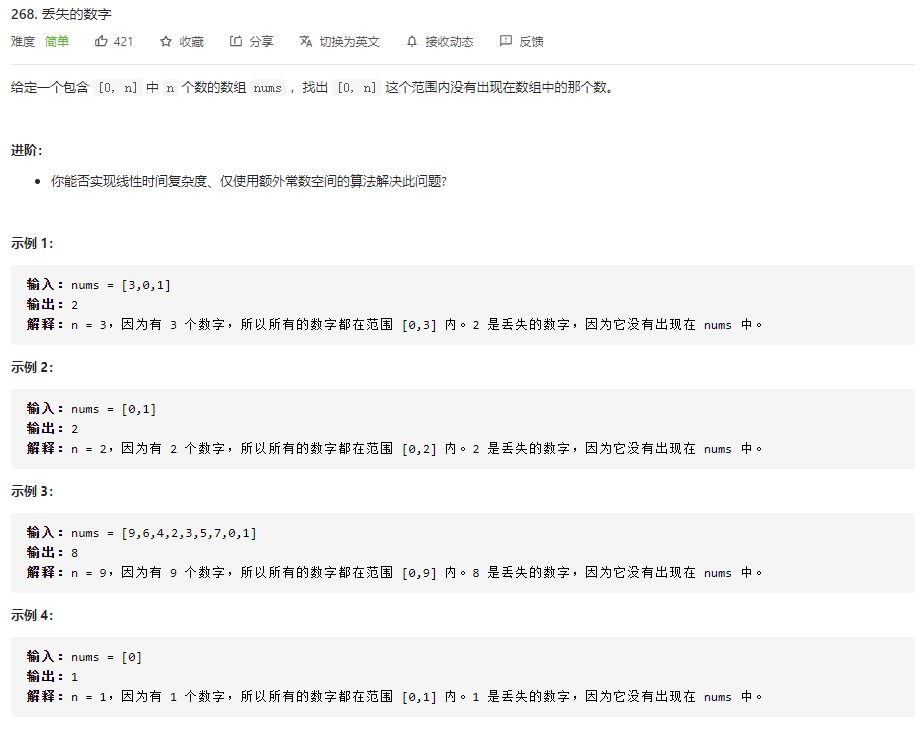 268. 丢失的数字
难度 简单 421 收藏 分享 切换为英文 接收动态 反馈
给定一个包含 [0, n] 中 n 个数的数组 nums ，找出 [0, n] 这个范围内没有出现在数组中的那个数。
进阶：
• 你能否实现线性时间复杂度、仅使用额外常数空间的算法解决此问题?
示例 1：
输入：nums = [3,0,1]
输出：2
解释：n = 3，因为有 3 个数字，所以所有的数字都在范围 [0,3] 内。2 是丢失的数字，因为它没有出现在 nums 中。
示例 2：
输入：nums = [0,1]
输出：2
解释：n = 2，因为有 2 个数字，所以所有的数字都在范围 [0,2] 内。2 是丢失的数字，因为它没有出现在 nums 中。
示例 3：
输入：nums = [9,6,4,2,3,5,7,0,1]
输出：8
解释：n = 9，因为有 9 个数字，所以所有的数字都在范围 [0,9] 内。8 是丢失的数字，因为它没有出现在 nums 中。
示例 4：
输入：nums = [0]
输出：1
解释：n = 1，因为有 1 个数字，所以所有的数字都在范围 [0,1] 内。1 是丢失的数字，因为它没有出现在 nums 中。